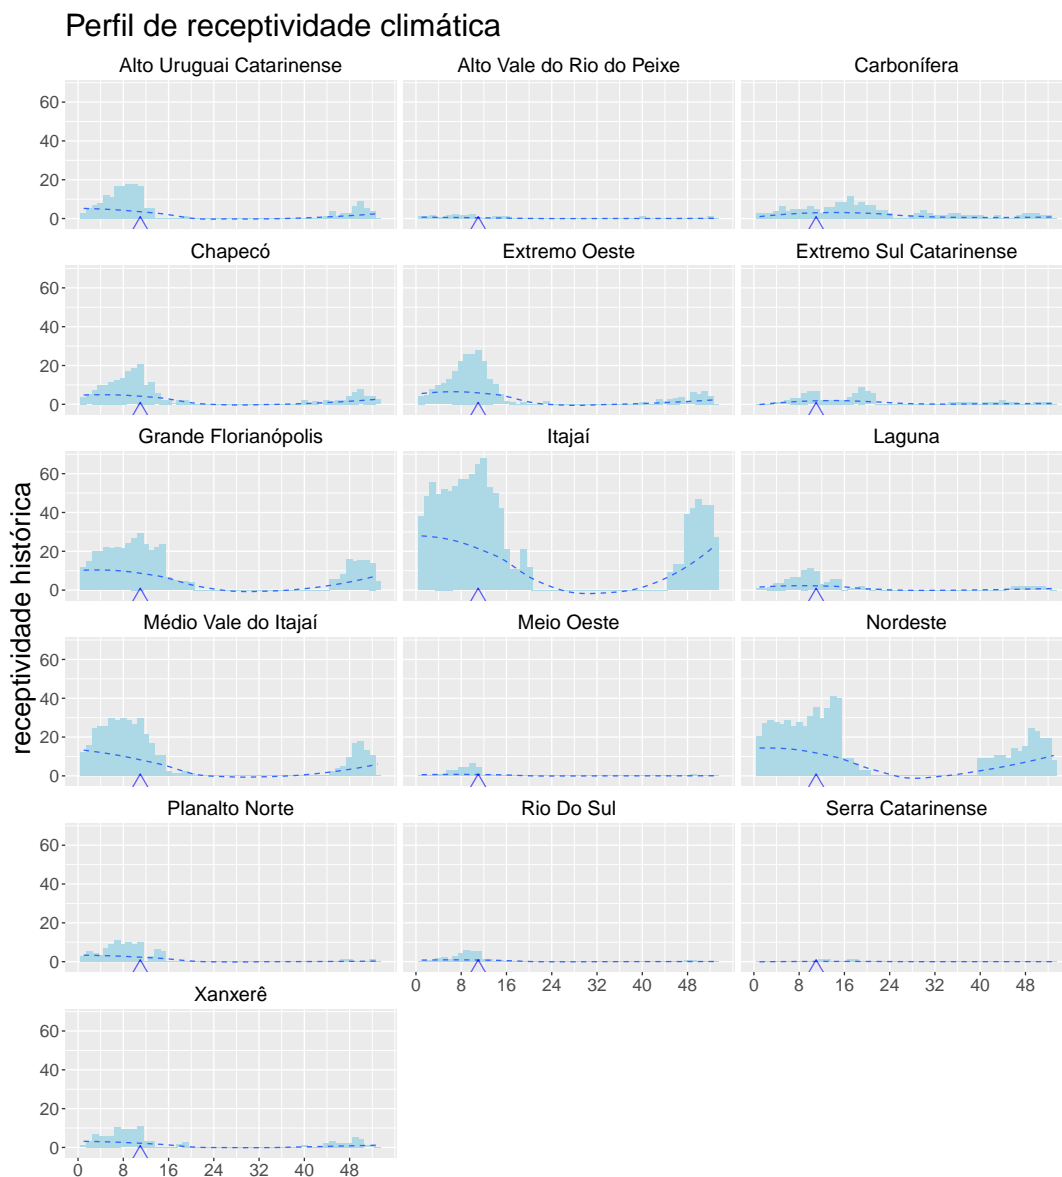 Perfil de receptividade climática
Alto Uruguai Catarinense
Alto Vale do Rio do Peixe
Carbonífera
60
40
20
0
Chapecó
Extremo Oeste
Extremo Sul Catarinense
60
40
20
0
Grande Florianópolis
Itajaí
Laguna
60
40
20
0
receptividade histórica
Médio Vale do Itajaí
Meio Oeste
Nordeste
60
40
20
0
Planalto Norte
Rio Do Sul
Serra Catarinense
60
40
20
0
0 8 16 24 32 40 48
0 8 16 24 32 40 48
Xanxerê
60
40
20
0
0 8 16 24 32 40 48